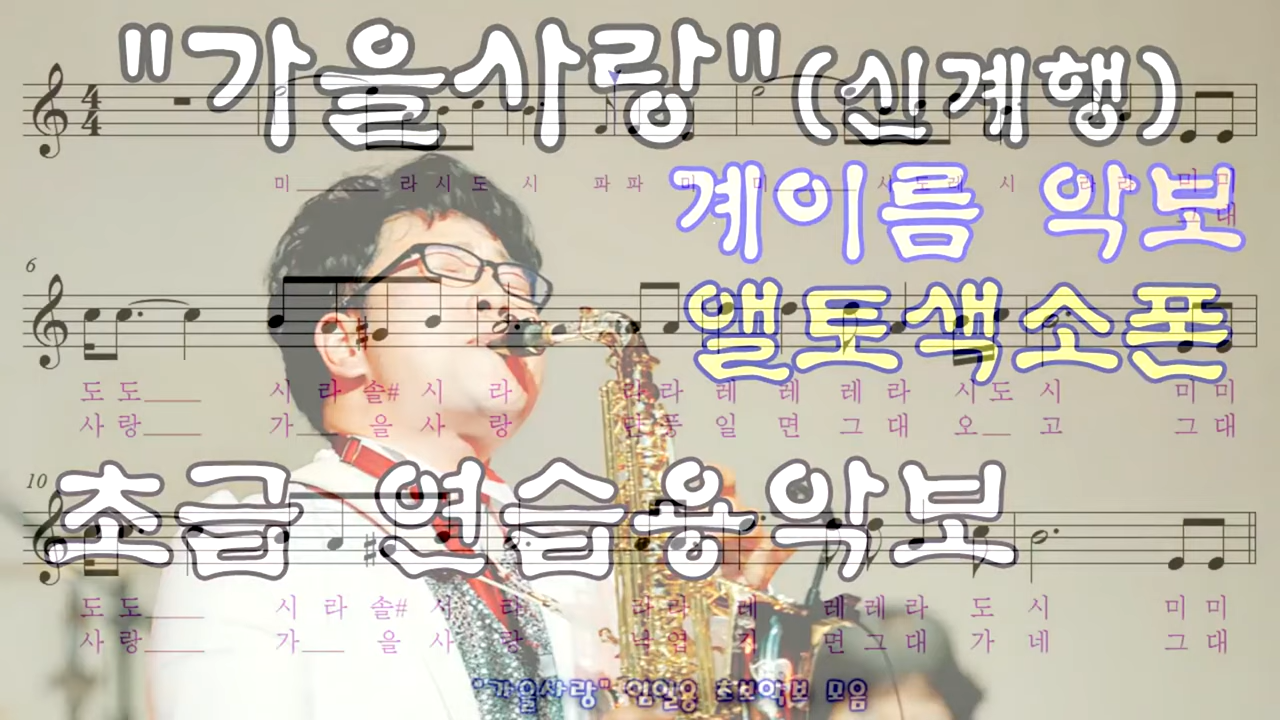 "가을사랑"(신계행)
미 라 시 도 시 파 파 미 미 시 도 레 시 라 라 미 미
계이름 악보
그 대
6
앨토색소폰
도 도 시 라 솔# 시 라 라 라 레 레 레 라 시 도 시 미 미
사 랑 가 을 사 랑 단 풍 일 면 그 대 오 고 그 대
10
초급 연습용악보
도 도 시 라 솔# 시 라 라 라 레 레 레 라 도 시 미 미
사 랑 가 을 사 랑 낙 엽 지 면 그 대 가 네 그 대
"가을사랑" 초보악보 모음